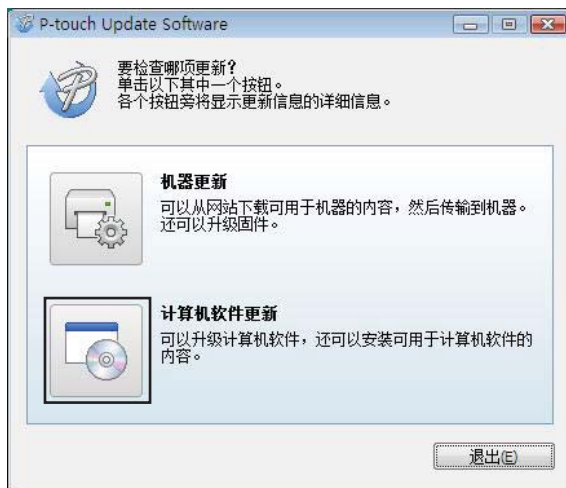 P-touch Update Software
要检查哪项更新?
单击以下其中一个按钮。
各个按钮旁将显示更新信息的详细信息。
机器更新
可以从网站下载可用于机器的内容，然后传输到机器。
还可以升级固件。
计算机软件更新
可以升级计算机软件，还可以安装可用于计算机软件的
内容。
退出(E)